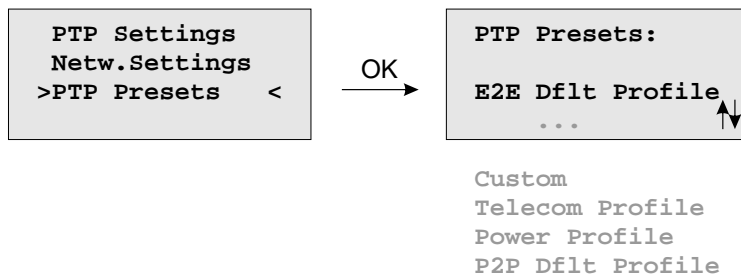 PTP Settings
Netw.Settings
>PTP Presets <
OK
PTP Presets:
E2E Dflt Profile
...
Custom
Telecom Profile
Power Profile
P2P Dflt Profile